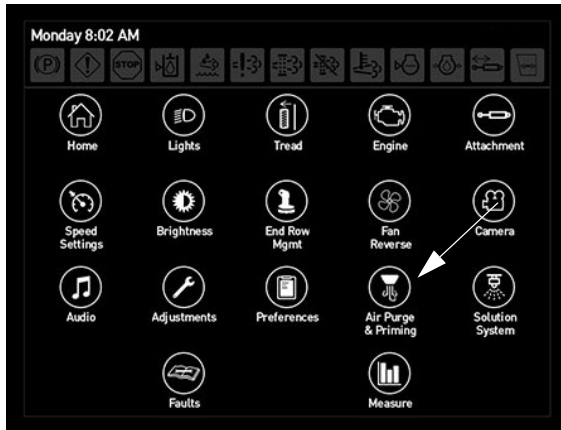 Monday 8:02 AM
(P) STOP
Home Lights Tread Engine Attachment
Speed Settings Brightness End Row Mgmt Fan Reverse Camera
Audio Adjustments Preferences Air Purge & Priming Solution System
Faults Measure